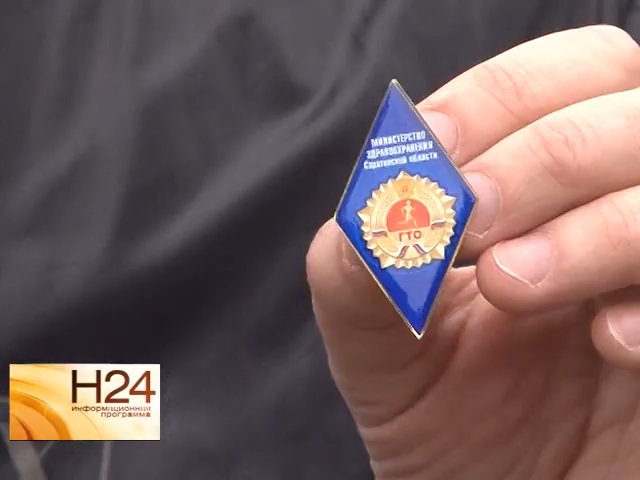 МИНИСТЕРСТВО
ЗДРАВООХРАНЕНИЯ
Саратовской области
ГТО
Н24
информационная
программа